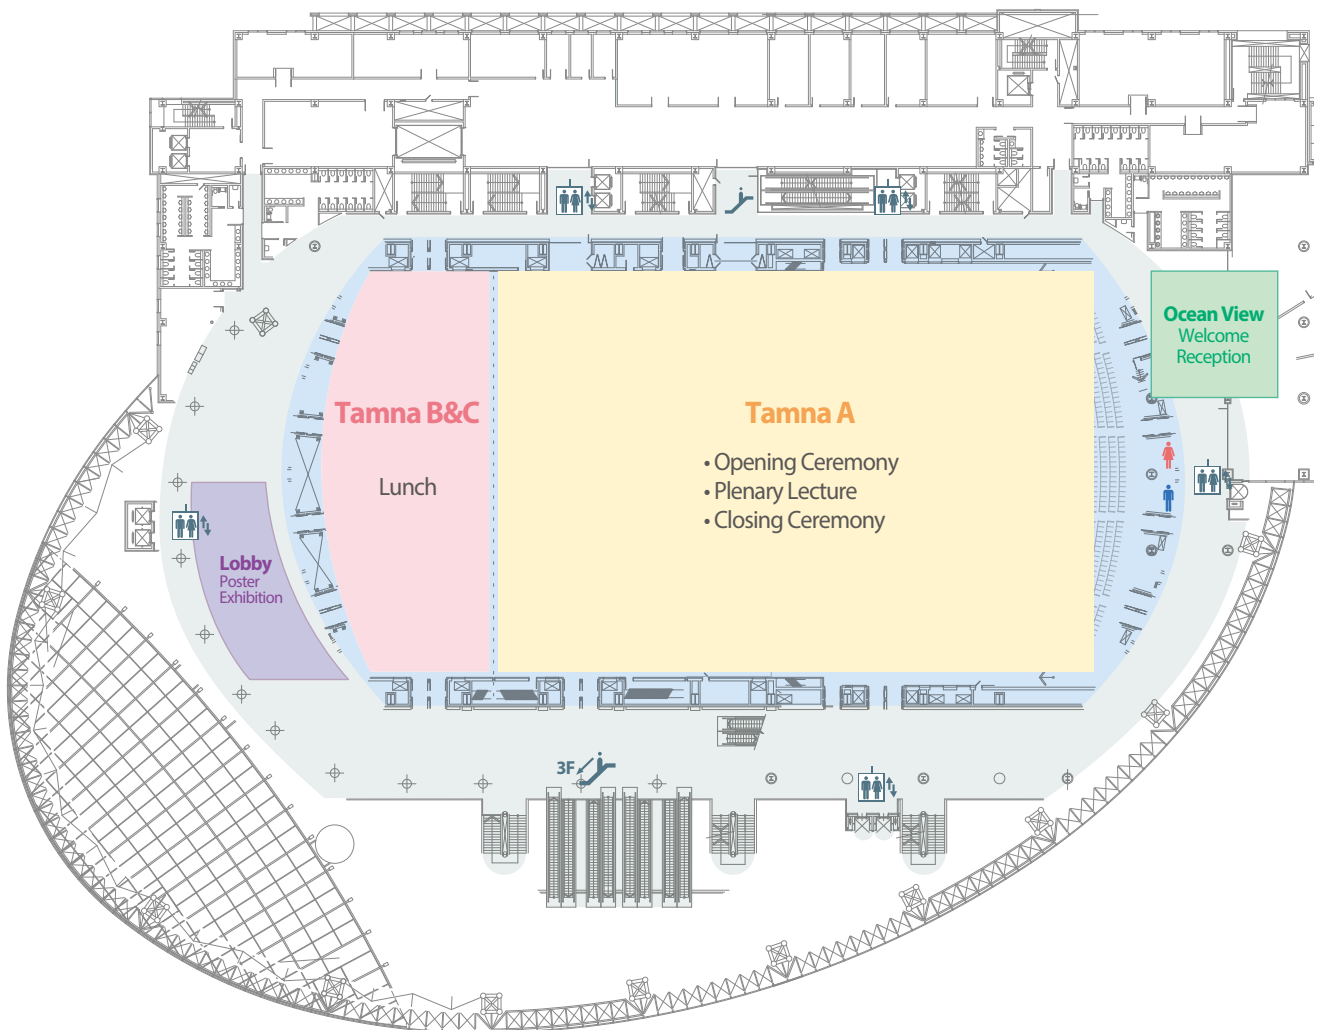 Ocean View
Welcome
Reception
Tamna B&C
Lunch
Tamna A
• Opening Ceremony
• Plenary Lecture
• Closing Ceremony
Lobby
Poster
Exhibition
3F